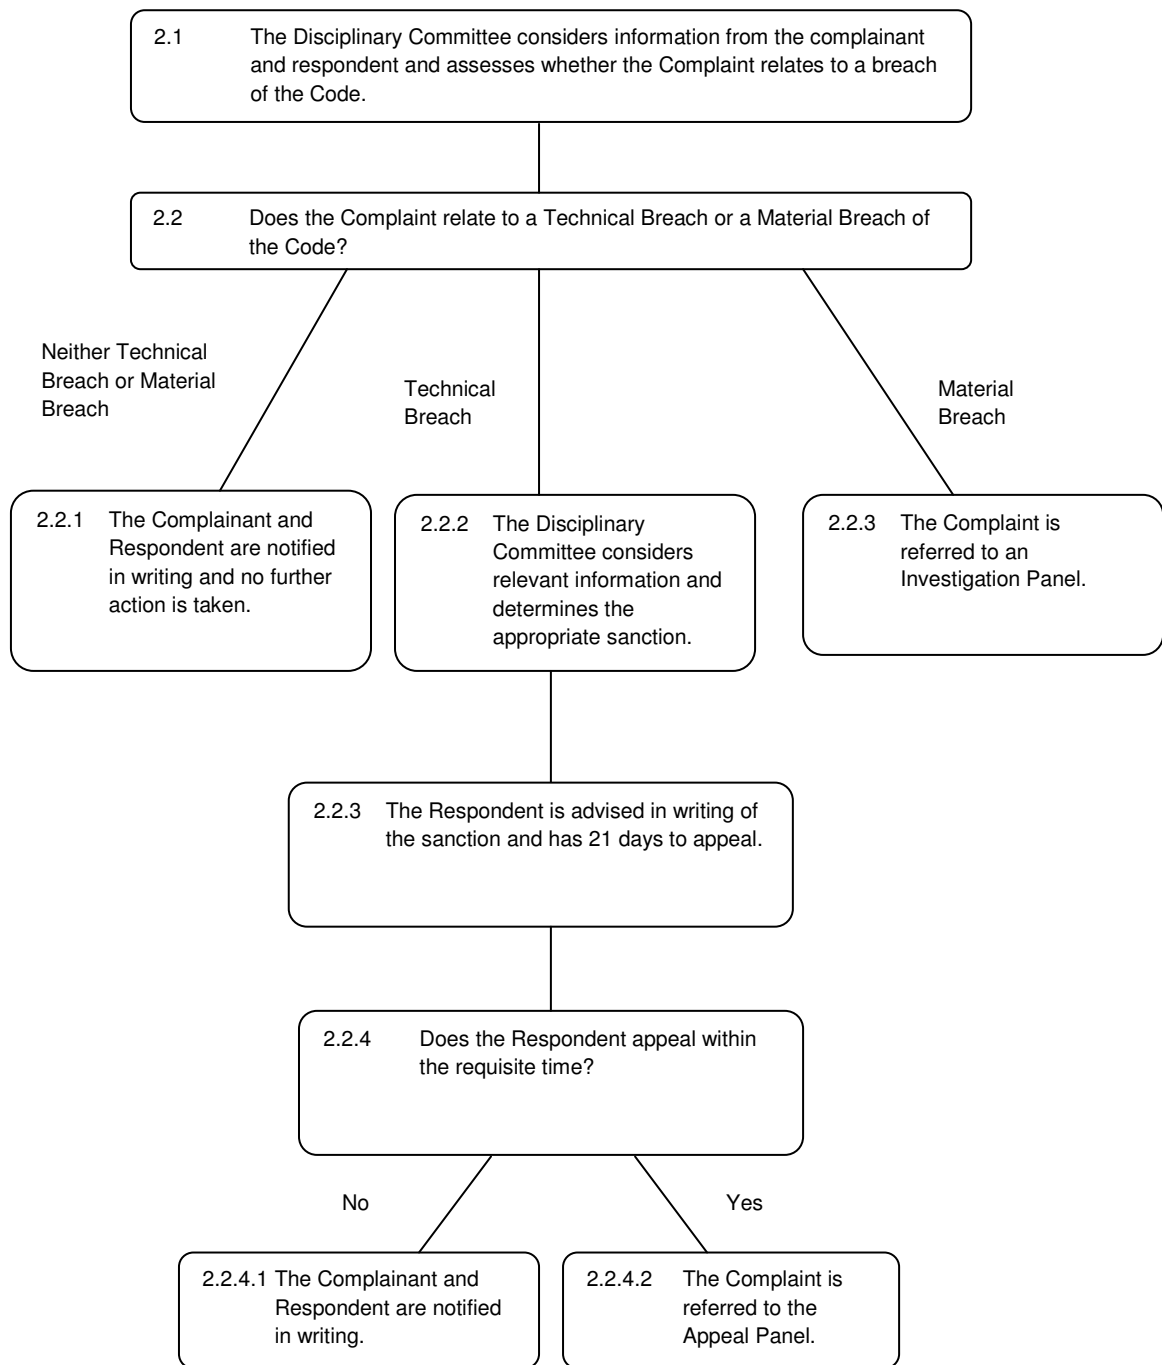 2.1 The Disciplinary Committee considers information from the complainant
and respondent and assesses whether the Complaint relates to a breach
of the Code.
2.2 Does the Complaint relate to a Technical Breach or a Material Breach of
the Code?
Neither Technical
Breach or Material
Breach
Technical
Breach
Material
Breach
2.2.1 The Complainant and
Respondent are notified
in writing and no further
action is taken.
2.2.2 The Disciplinary
Committee considers
relevant information and
determines the
appropriate sanction.
2.2.3 The Complaint is
referred to an
Investigation Panel.
2.2.3 The Respondent is advised in writing of
the sanction and has 21 days to appeal.
2.2.4 Does the Respondent appeal within
the requisite time?
No
Yes
2.2.4.1 The Complainant and
Respondent are notified
in writing.
2.2.4.2 The Complaint is
referred to the
Appeal Panel.